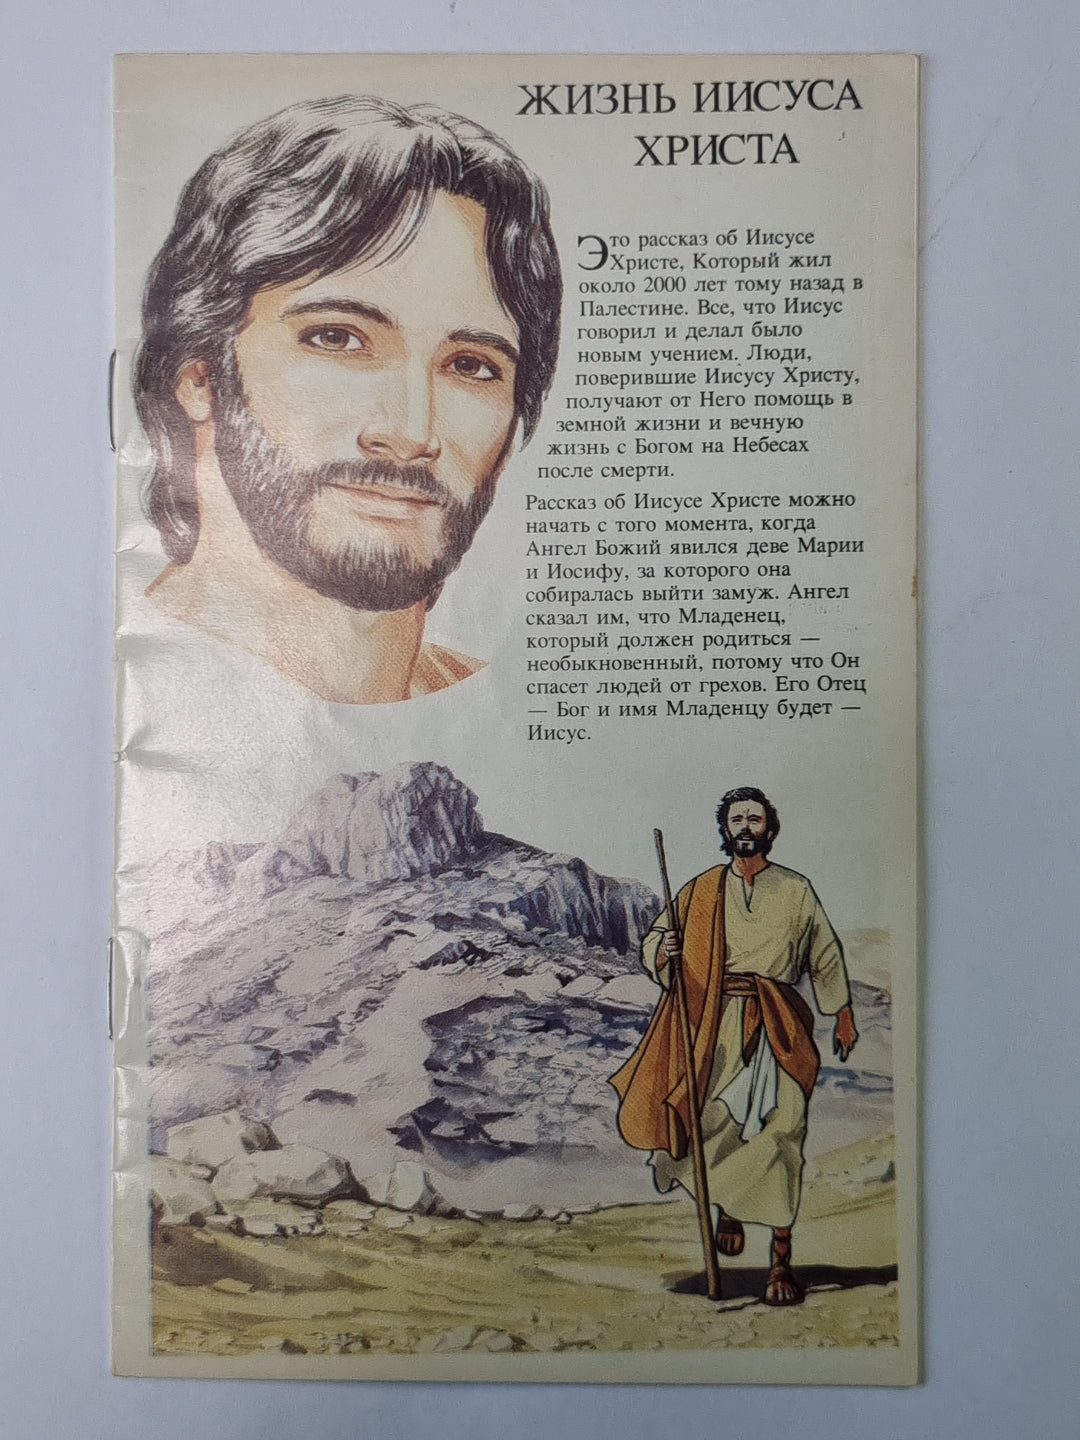 ЖИЗНЬ ИИСУСА
ХРИСТА
Это рассказ об Иисусе
Христе, Который жил
около 2000 лет тому назад в
Палестине. Все, что Иисус
говорил и делал было
новым учением. Люди,
поверившие Иисусу Христу,
получают от Него помощь в
земной жизни и вечную
жизнь с Богом на Небесах
после смерти.
Рассказ об Иисусе Христе можно
начать с того момента, когда
Ангел Божий явился деве Марии
и Иосифу, за которого она
собиралась выйти замуж. Ангел
сказал им, что Младенец,
который должен родиться —
необыкновенный, потому что Он
спасет людей от грехов. Его Отец
— Бог и имя Младенцу будет —
Иисус.